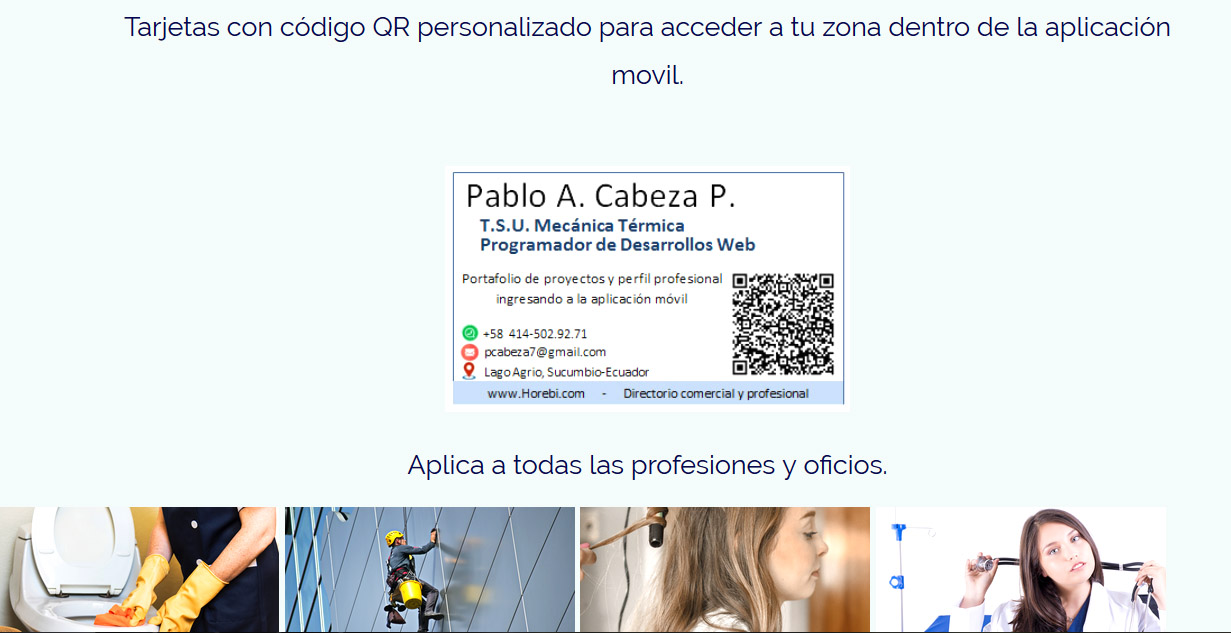 Tarjetas con código QR personalizado para acceder a tu zona dentro de la aplicación
movil.
Pablo A. Cabeza P.
T.S.U. Mecánica Térmica
Programador de Desarrollos Web
Portafolio de proyectos y perfil profesional
ingresando a la aplicación móvil
+58 414-502.92.71
pcabeza7@gmail.com
Lago Agrio, Sucumbio-Ecuador
www.Horebi.com - Directorio comercial y profesional
Aplica a todas las profesiones y oficios.